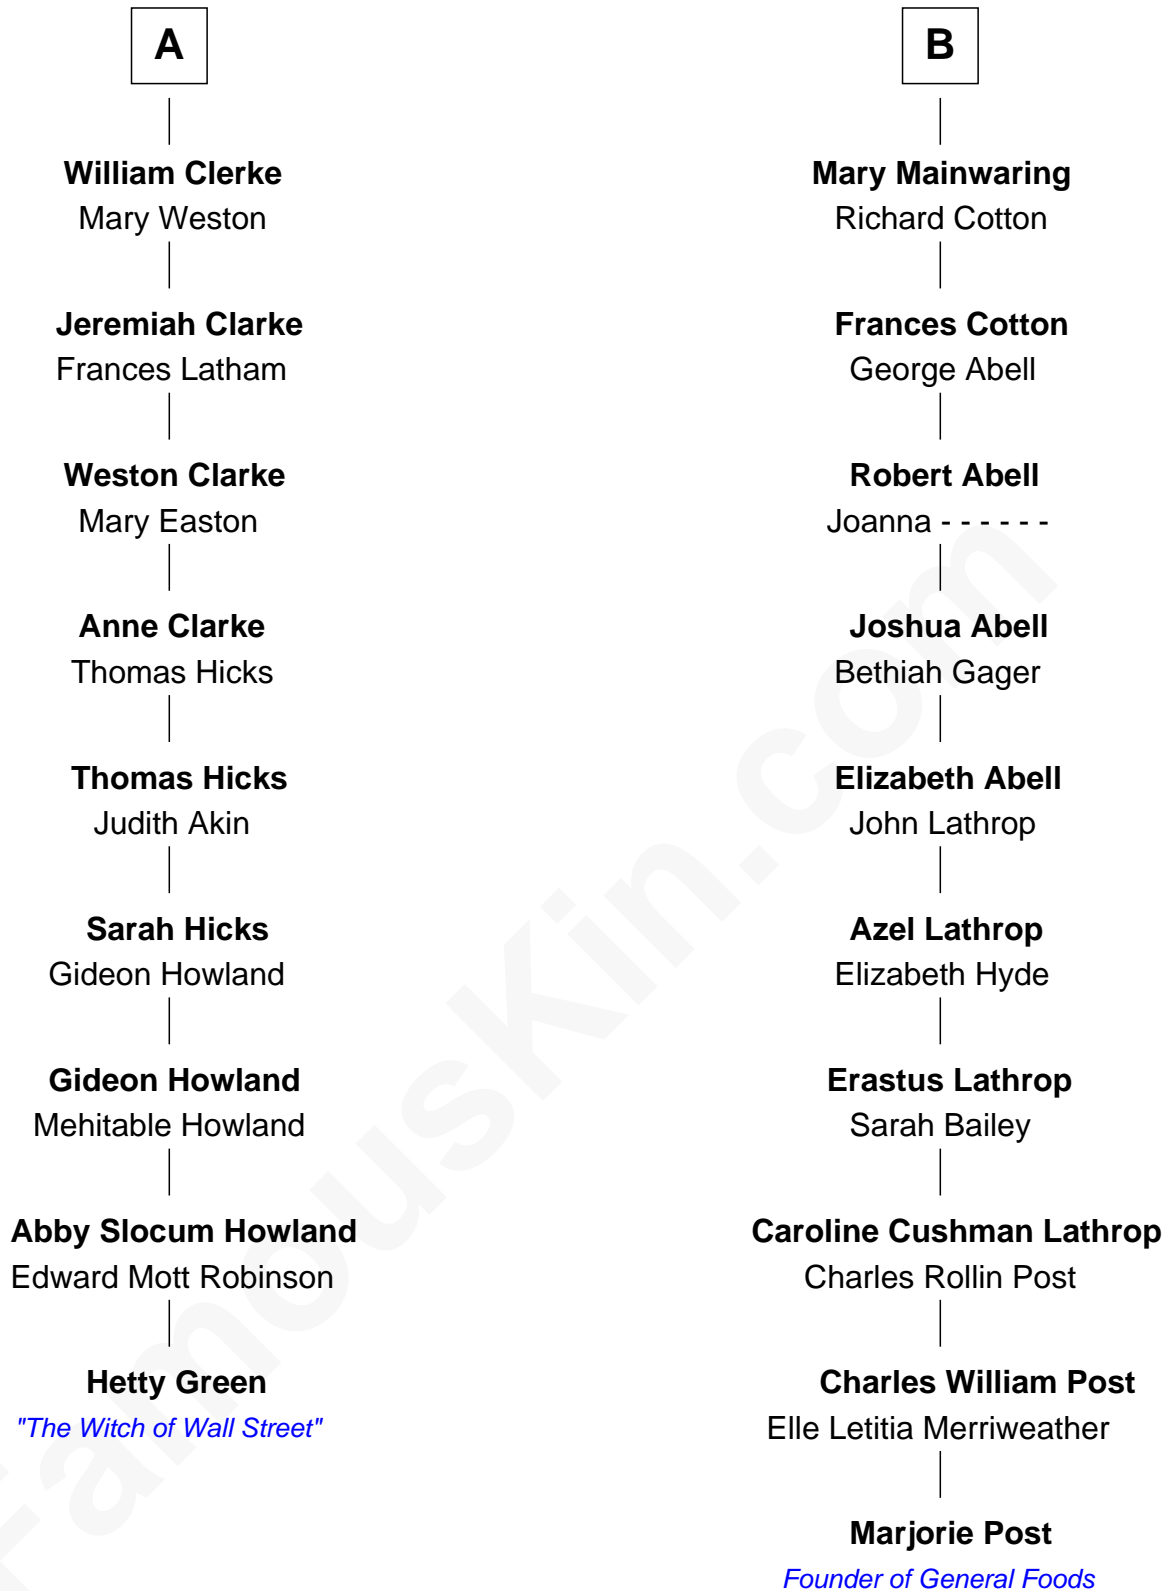 A
William Clerke
Mary Weston
Jeremiah Clarke
Frances Latham
Weston Clarke
Mary Easton
Anne Clarke
Thomas Hicks
Thomas Hicks
Judith Akin
Sarah Hicks
Gideon Howland
Gideon Howland
Mehitable Howland
Abby Slocum Howland
Edward Mott Robinson
Hetty Green
"The Witch of Wall Street"
B
Mary Mainwaring
Richard Cotton
Frances Cotton
George Abell
Robert Abell
Joanna - - - - - -
Joshua Abell
Bethiah Gager
Elizabeth Abell
John Lathrop
Azel Lathrop
Elizabeth Hyde
Erastus Lathrop
Sarah Bailey
Caroline Cushman Lathrop
Charles Rollin Post
Charles William Post
Elle Letitia Merriweather
Marjorie Post
Founder of General Foods
FamousKin.com